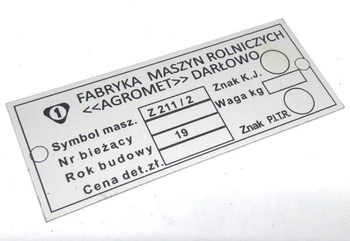 1 FABRYKA MASZYN ROLNICZYCH
<<AGROMET>> DARŁOWO
Symbol masz. Z 211/2 Znak K.J.
Nr bieżący Waga kg
Rok budowy 19
Cena det.zł. Znak P.I.T.R.